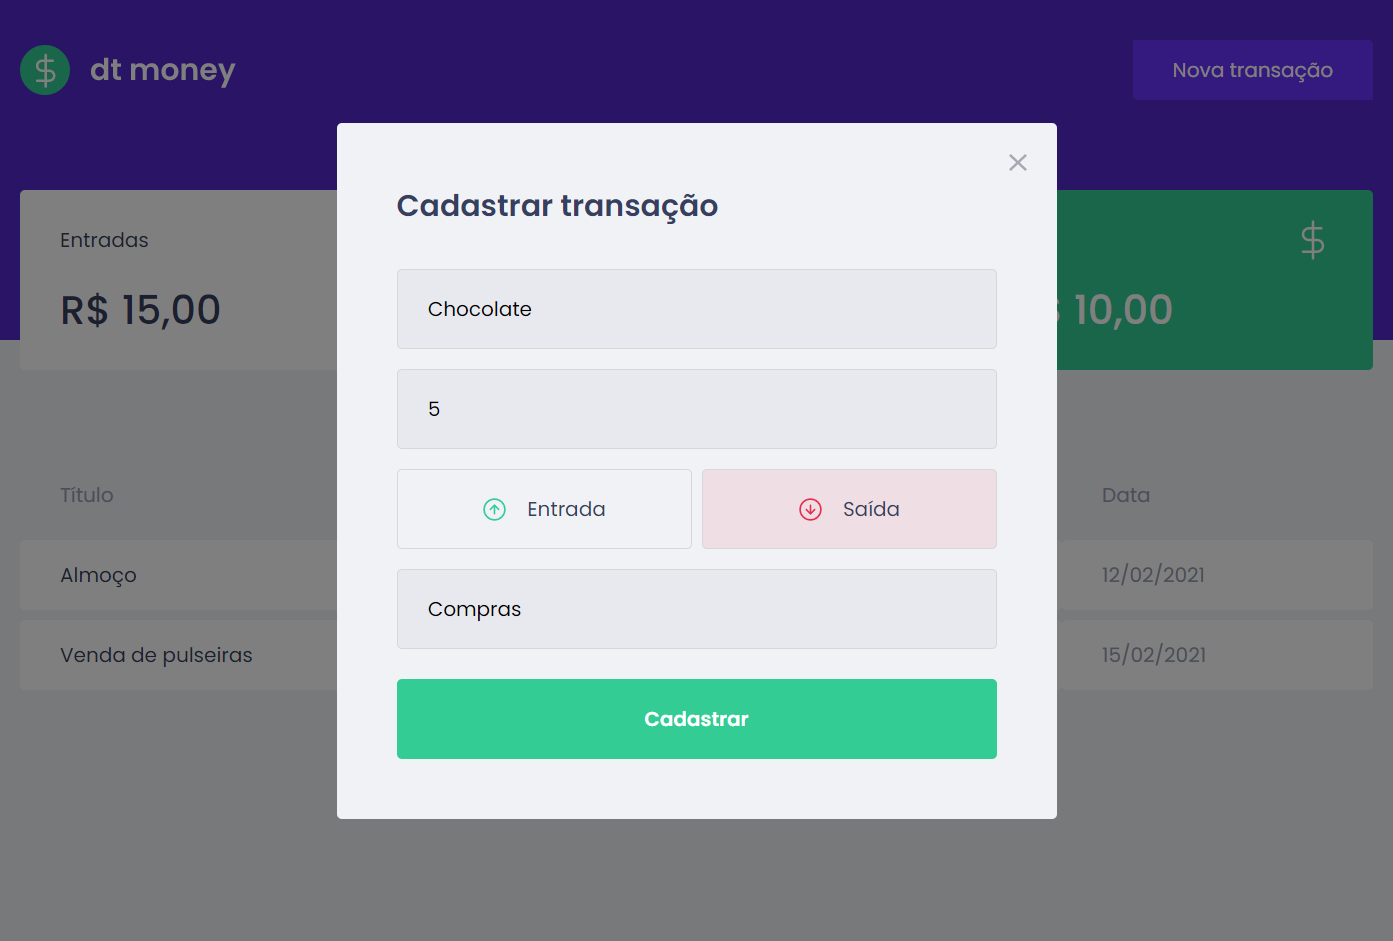 dt money
Nova transação
Cadastrar transação
Entradas
R$ 15,00
10,00
Chocolate
5
Entrada
Saída
Compras
Cadastrar
Título
Data
Almoço
12/02/2021
Venda de pulseiras
15/02/2021